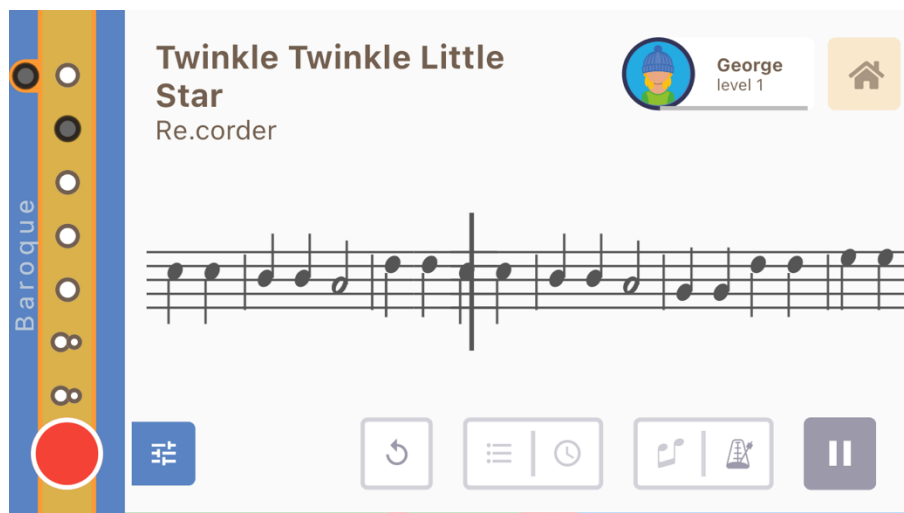 Twinkle Twinkle Little
Star
Re.corder
George
level 1
Baroque